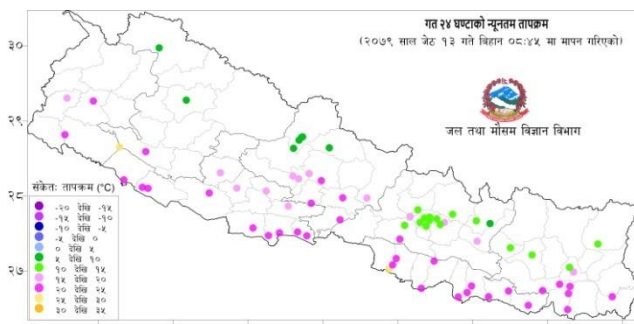 गत २४ घण्टाको न्यूनतम तापक्रम
(२०७९ साल जेठ १३ गते बिहान ०८:४५ मा मापन गरिएको)
जल तथा मौसम विज्ञान विभाग
३०
२९
२८
२७
संकेतः तापक्रम (°C)
-२० देखि -१५
-१५ देखि -१०
-१० देखि -५
-५ देखि ०
० देखि ५
५ देखि १०
१० देखि १५
१५ देखि २०
२० देखि २५
२५ देखि ३०
३० देखि ३५